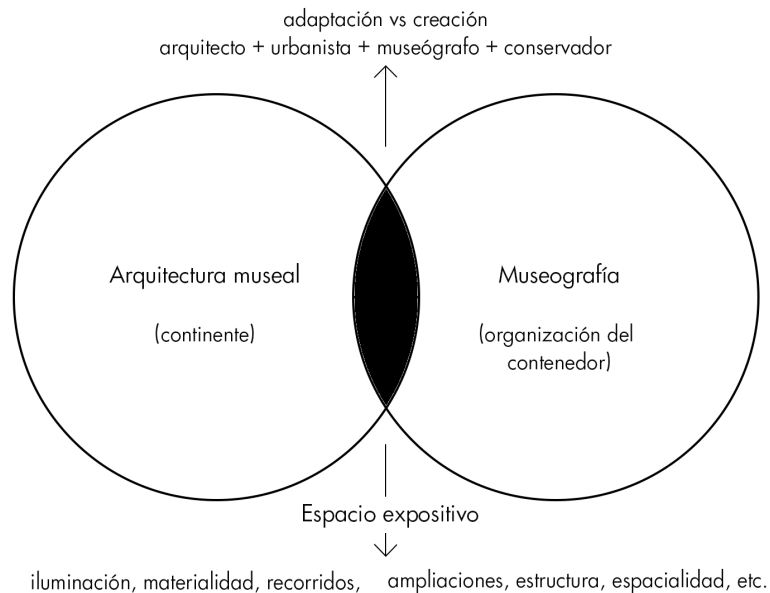 adaptación vs creación
arquitecto + urbanista + museógrafo + conservador
Arquitectura museal
(continente)
Museografía
(organización del
contenedor)
Espacio expositivo
iluminación, materialidad, recorridos, ampliaciones, estructura, espacialidad, etc.